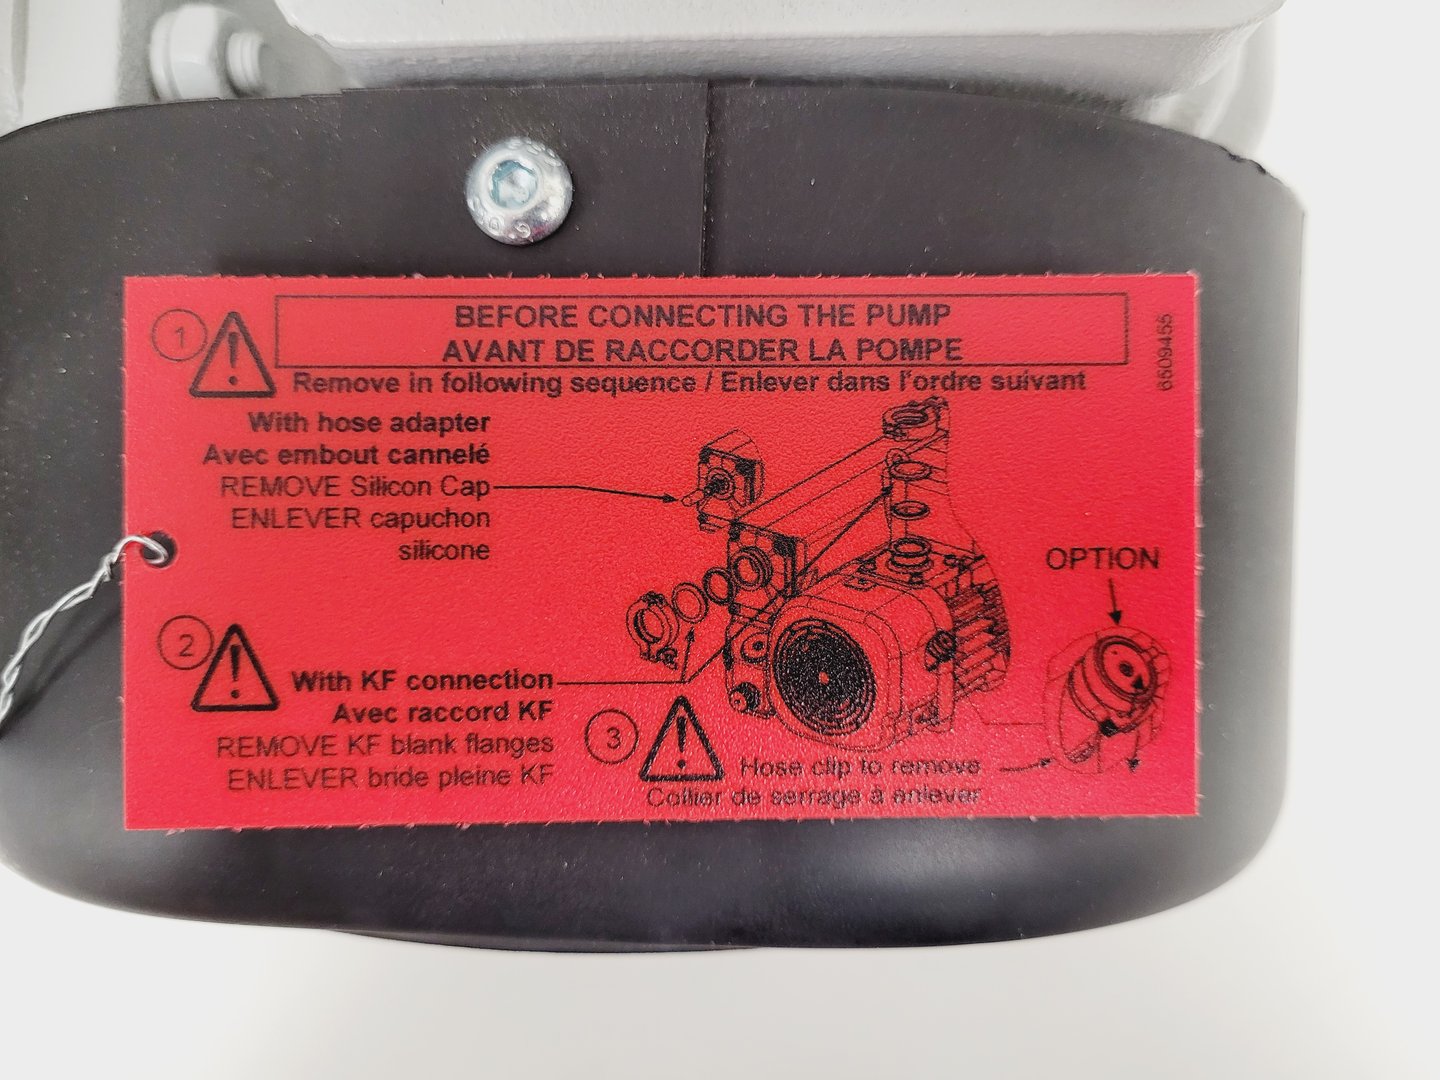 1
BEFORE CONNECTING THE PUMP
AVANT DE RACCORDER LA POMPE
Remove in following sequence / Enlever dans l'ordre suivant
6609455
With hose adapter
Avec embout cannelé
REMOVE Silicon Cap
ENLEVER capuchon
silicone
OPTION
2
With KF connection
Avec raccord KF
REMOVE KF blank flanges
ENLEVER bride pleine KF
3
Hose clip to remove
Collier de serrage à enlever